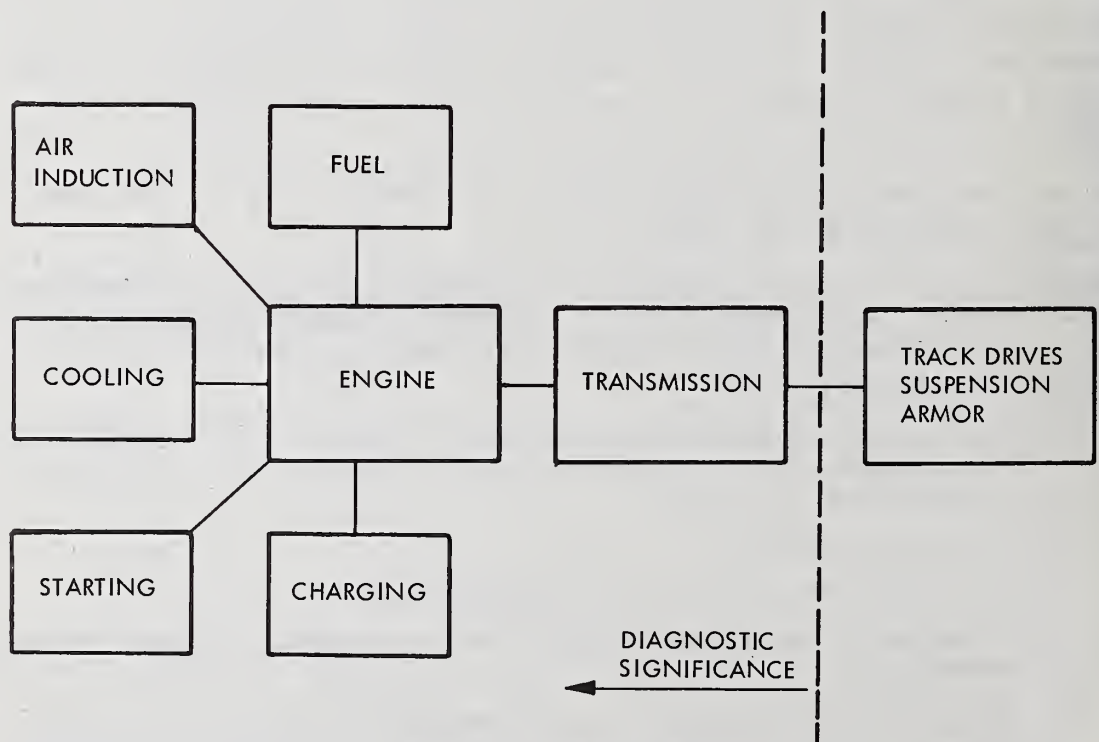 AIR
INDUCTION
FUEL
COOLING
ENGINE
TRANSMISSION
TRACK DRIVES
SUSPENSION
ARMOR
STARTING
CHARGING
DIAGNOSTIC
SIGNIFICANCE